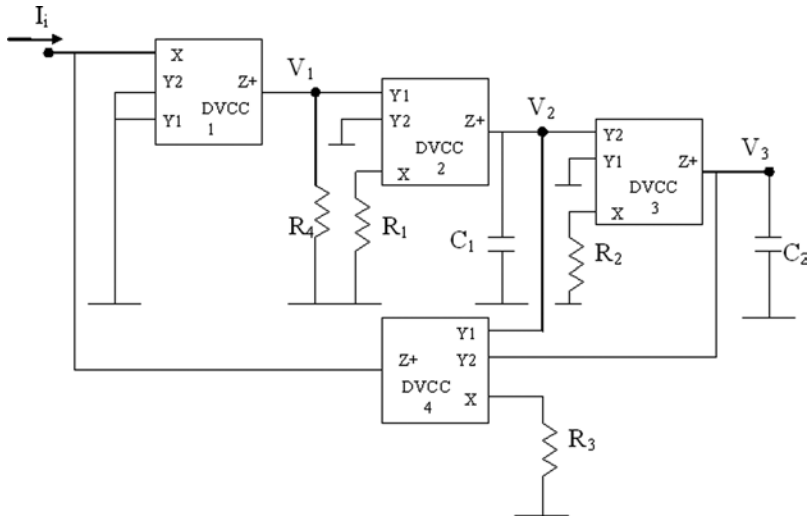 Ii
X
Y2
Y1
Z+
DVCC
1
V1
Y1
Y2
X
Z+
DVCC
2
V2
Y2
Y1
X
Z+
DVCC
3
V3
R4
R1
C1
R2
C2
Y1
Y2
X
Z+
DVCC
4
R3